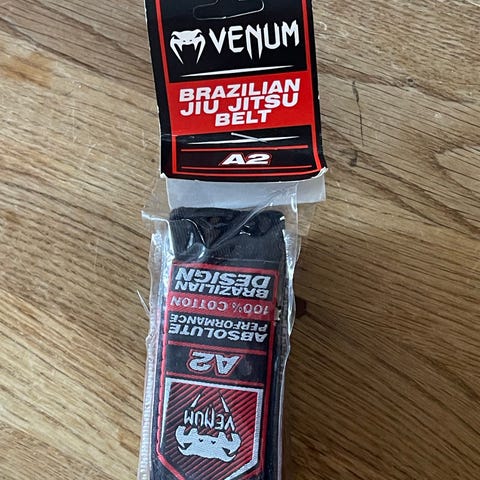 VENUM
BRAZILIAN
JIU JITSU
BELT
A2
BRAZILIAN
DESIGN
100% COTTON
ABSOLUTE
PERFORMANCE
A2
VENUM